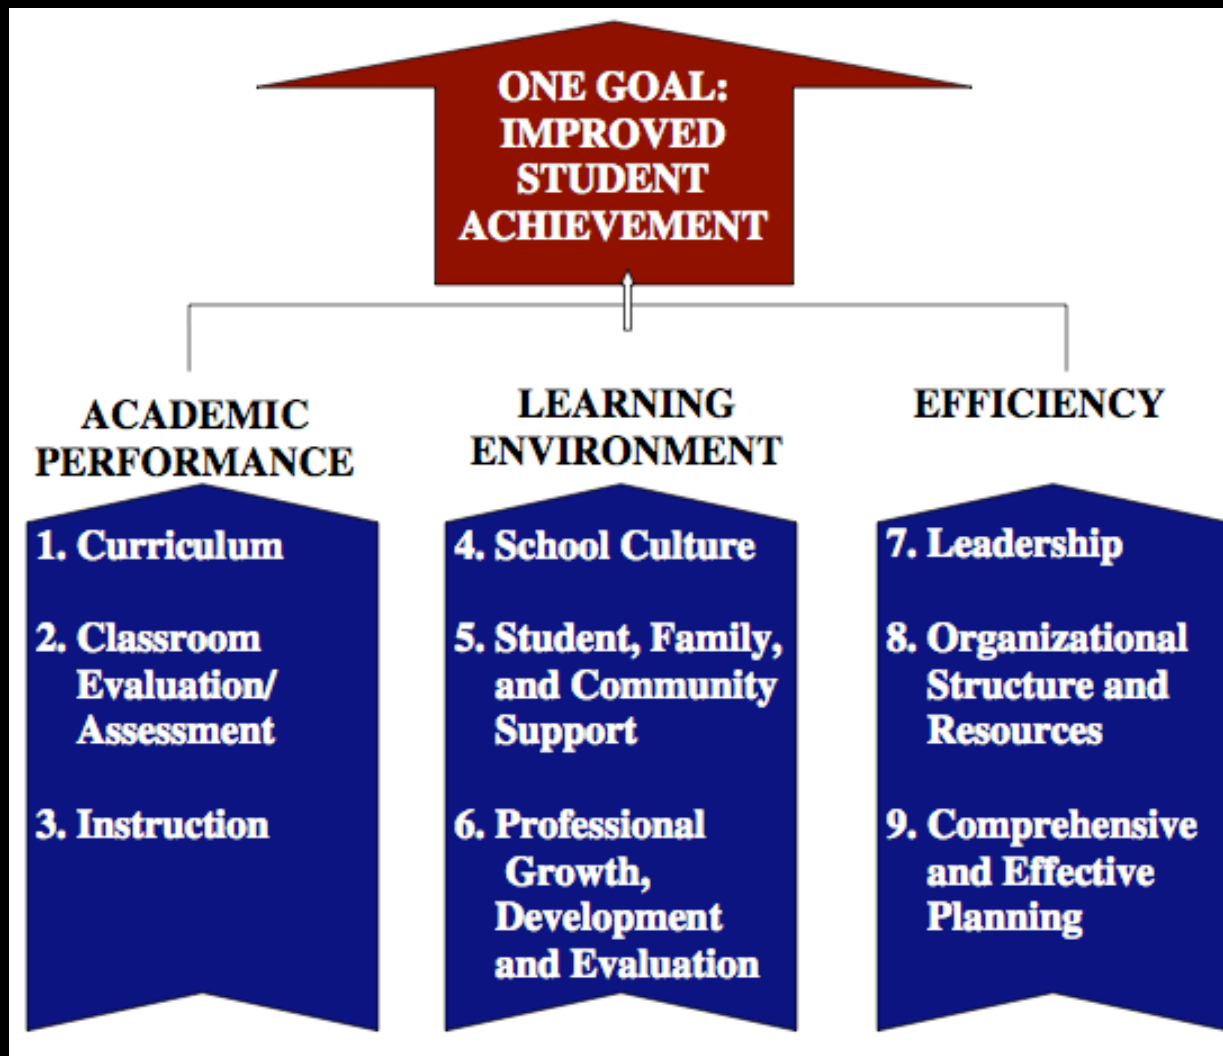 ONE GOAL:
IMPROVED
STUDENT
ACHIEVEMENT
ACADEMIC
PERFORMANCE
1. Curriculum
2. Classroom
Evaluation/
Assessment
3. Instruction
LEARNING
ENVIRONMENT
4. School Culture
5. Student, Family,
and Community
Support
6. Professional
Growth,
Development
and Evaluation
EFFICIENCY
7. Leadership
8. Organizational
Structure and
Resources
9. Comprehensive
and Effective
Planning